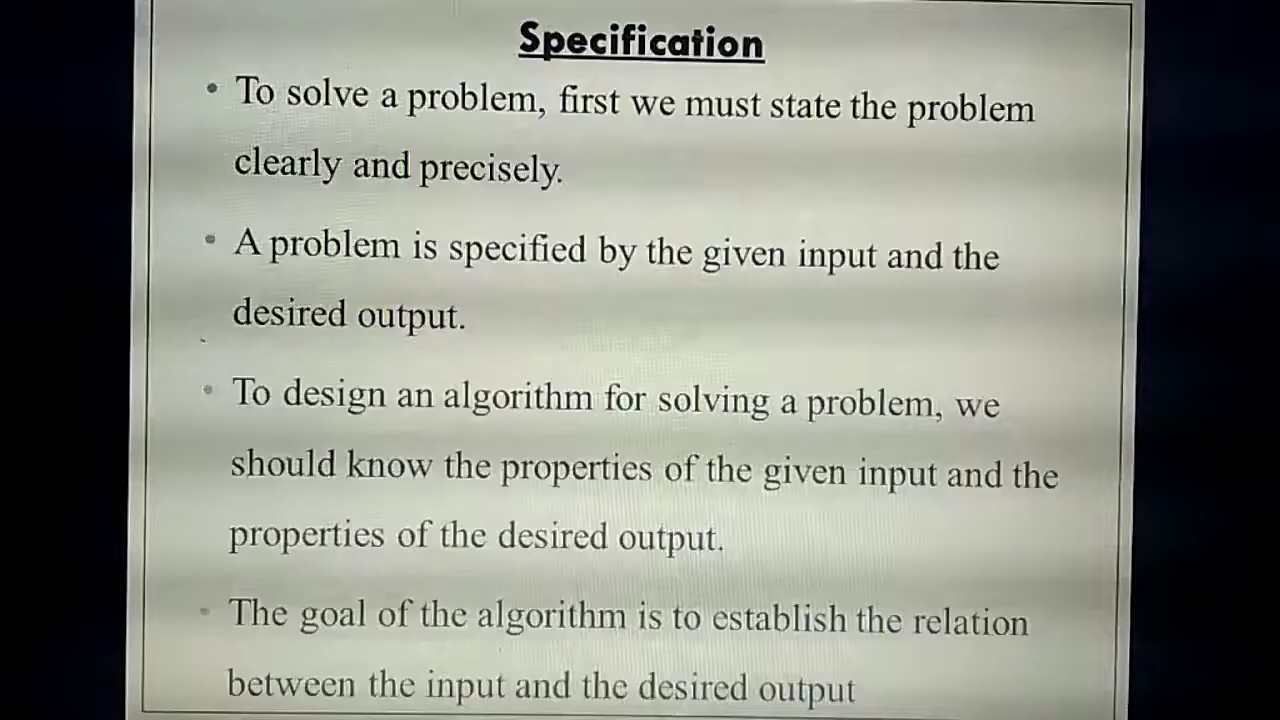 Specification
• To solve a problem, first we must state the problem
clearly and precisely.
• A problem is specified by the given input and the
desired output.
• To design an algorithm for solving a problem, we
should know the properties of the given input and the
properties of the desired output.
• The goal of the algorithm is to establish the relation
between the input and the desired output